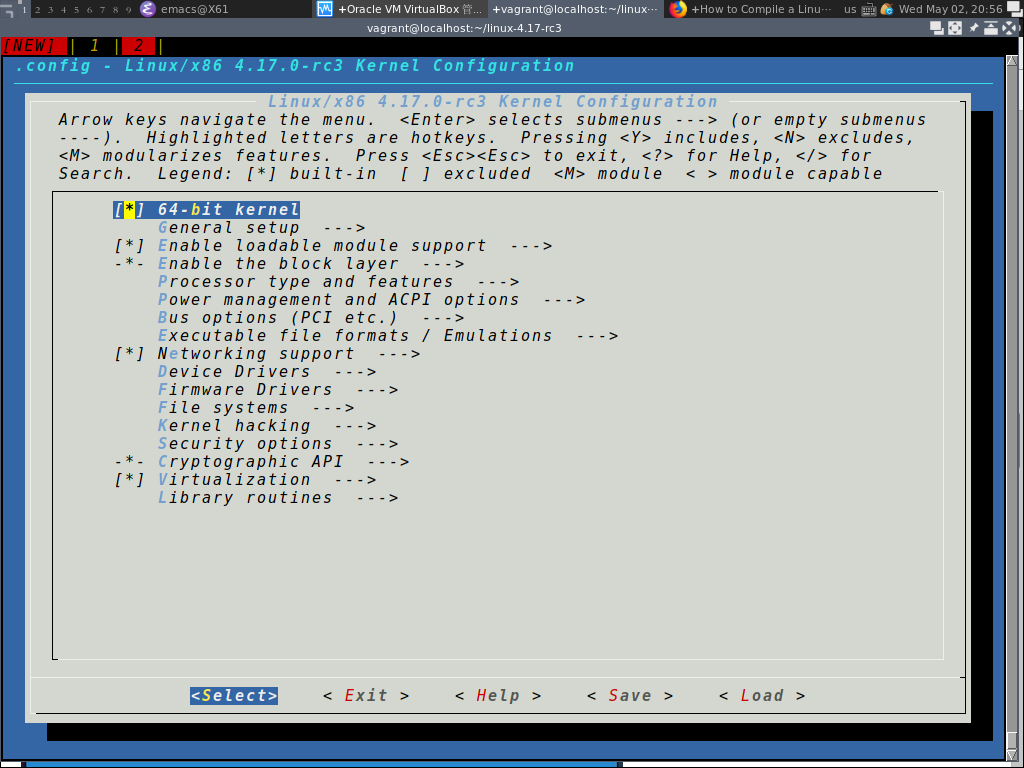 1 2 3 4 5 6 7 8 9 emacs@X61 +Oracle VM VirtualBox 管... +vagrant@localhost:~/linux··· +How to Compile a Linu··· us Wed May 02, 20:56
vagrant@localhost:~/linux-4.17-rc3
[NEW] | 1 | 2 |
.config - Linux/x86 4.17.0-rc3 Kernel Configuration
Linux/x86 4.17.0-rc3 Kernel Configuration
Arrow keys navigate the menu.  <Enter> selects submenus ---> (or empty submenus
----).  Highlighted letters are hotkeys.  Pressing <Y> includes, <N> excludes,
<M> modularizes features.  Press <Esc><Esc> to exit, <?> for Help, </> for
Search.  Legend: [*] built-in  [ ] excluded  <M> module  < > module capable
[*] 64-bit kernel
General setup  --->
[*] Enable loadable module support  --->
-*- Enable the block layer  --->
Processor type and features  --->
Power management and ACPI options  --->
Bus options (PCI etc.)  --->
Executable file formats / Emulations  --->
[*] Networking support  --->
Device Drivers  --->
Firmware Drivers  --->
File systems  --->
Kernel hacking  --->
Security options  --->
-*- Cryptographic API  --->
[*] Virtualization  --->
Library routines  --->
<Select>    < Exit >    < Help >    < Save >    < Load >